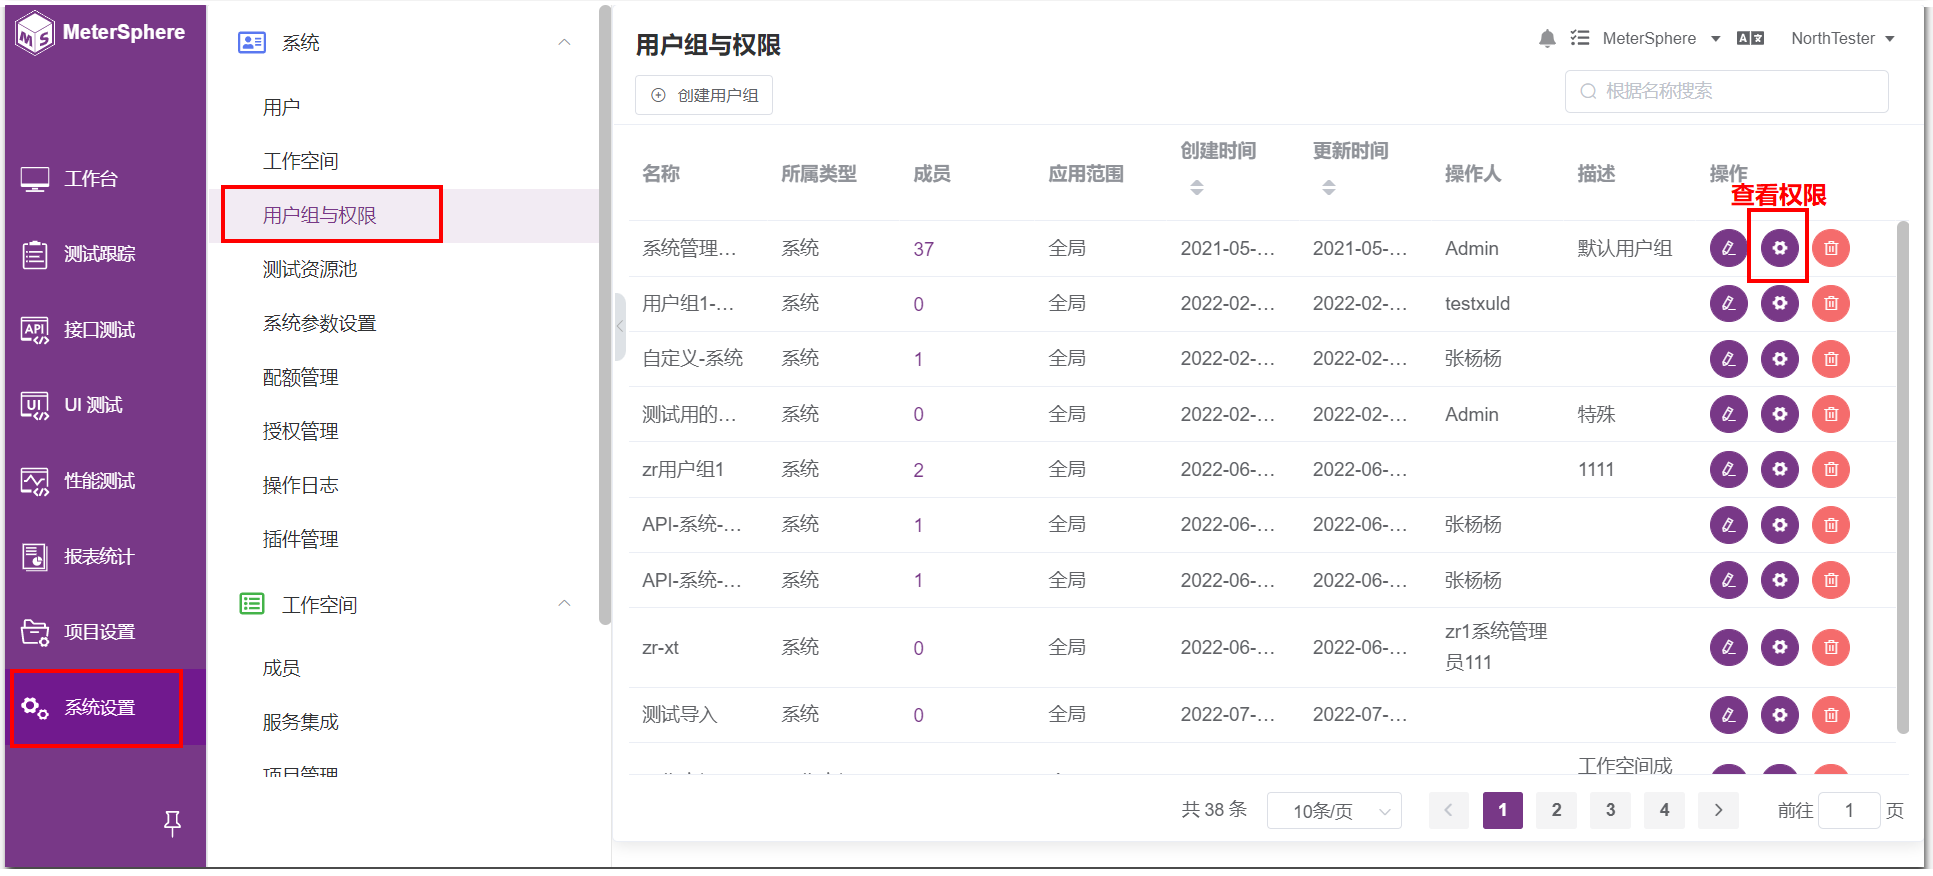 MeterSphere
工作台
测试跟踪
接口测试
UI 测试
性能测试
报表统计
项目设置
系统设置
系统
用户
工作空间
用户组与权限
测试资源池
系统参数设置
配额管理
授权管理
操作日志
插件管理
工作空间
成员
服务集成
项目管理
用户组与权限
MeterSphere NorthTester
创建用户组
根据名称搜索
名称 所属类型 成员 应用范围 创建时间 更新时间 操作人 描述 操作
查看权限
系统管理... 系统 37 全局 2021-05-... 2021-05-... Admin 默认用户组
用户组1-... 系统 0 全局 2022-02-... 2022-02-... testxuld
自定义-系统 系统 1 全局 2022-02-... 2022-02-... 张杨杨
测试用的... 系统 0 全局 2022-02-... 2022-02-... Admin 特殊
zr用户组1 系统 2 全局 2022-06-... 2022-06-... 1111
API-系统-... 系统 1 全局 2022-06-... 2022-06-... 张杨杨
API-系统-... 系统 1 全局 2022-06-... 2022-06-... 张杨杨
zr-xt 系统 0 全局 2022-06-... 2022-06-... zr1系统管理
员111
测试导入 系统 0 全局 2022-07-... 2022-07-...
工作空间成
共 38 条 10条/页 1 2 3 4 前往 1 页